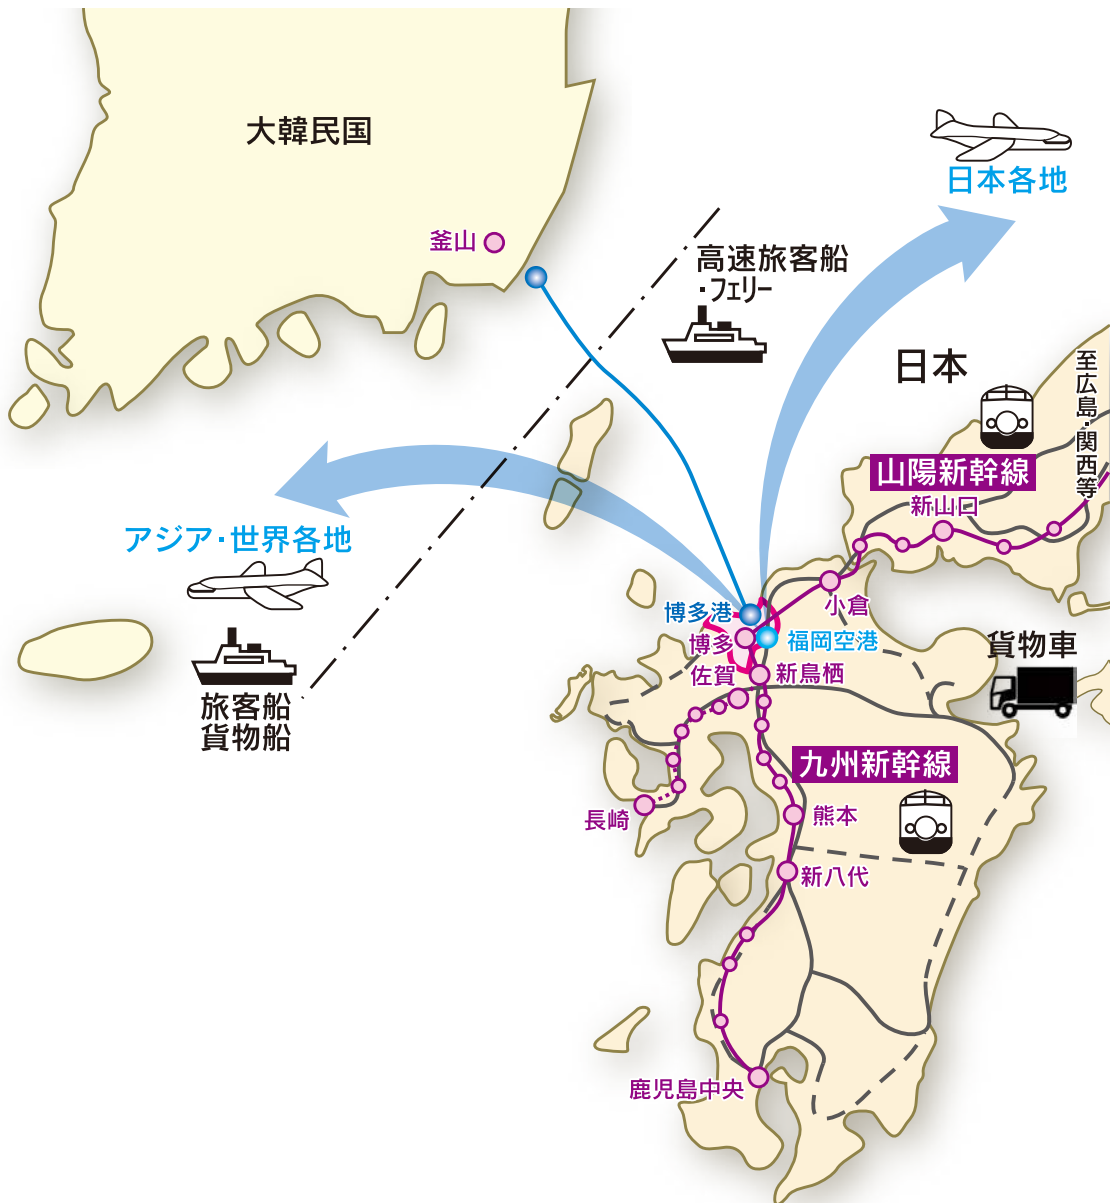 大韓民国
日本各地
釜山
高速旅客船
・フェリー
日本
至広島・関西等
山陽新幹線
新山口
アジア・世界各地
小倉
博多港
博多
福岡空港
貨物車
佐賀
新鳥栖
旅客船
貨物船
九州新幹線
長崎
熊本
新八代
鹿児島中央